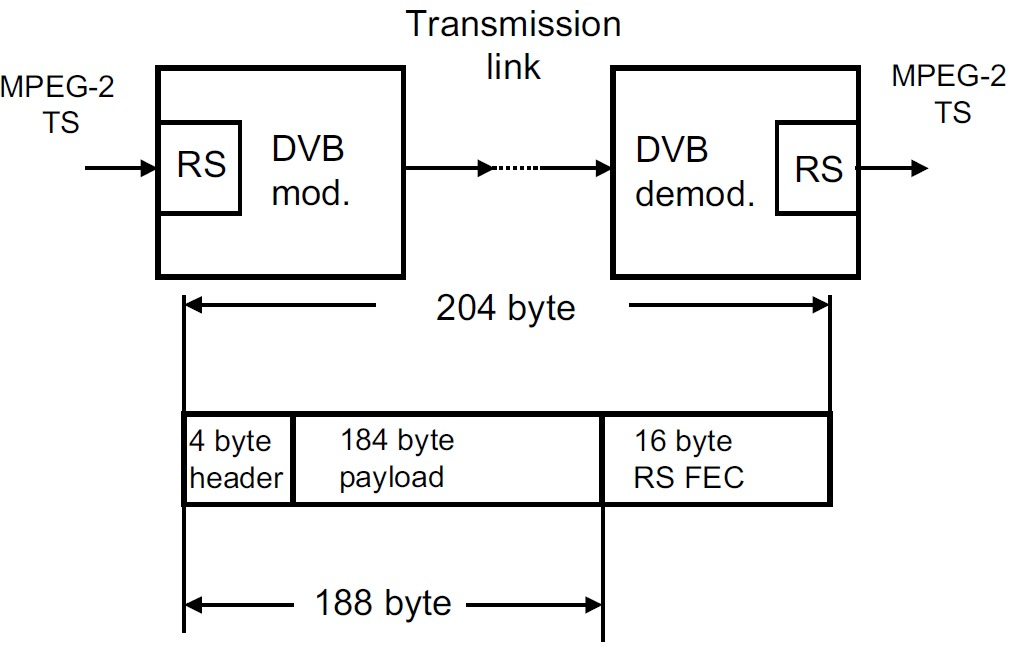 Transmission
link
MPEG-2
TS
RS
DVB
mod.
DVB
demod.
RS
MPEG-2
TS
204 byte
4 byte
header
184 byte
payload
16 byte
RS FEC
188 byte